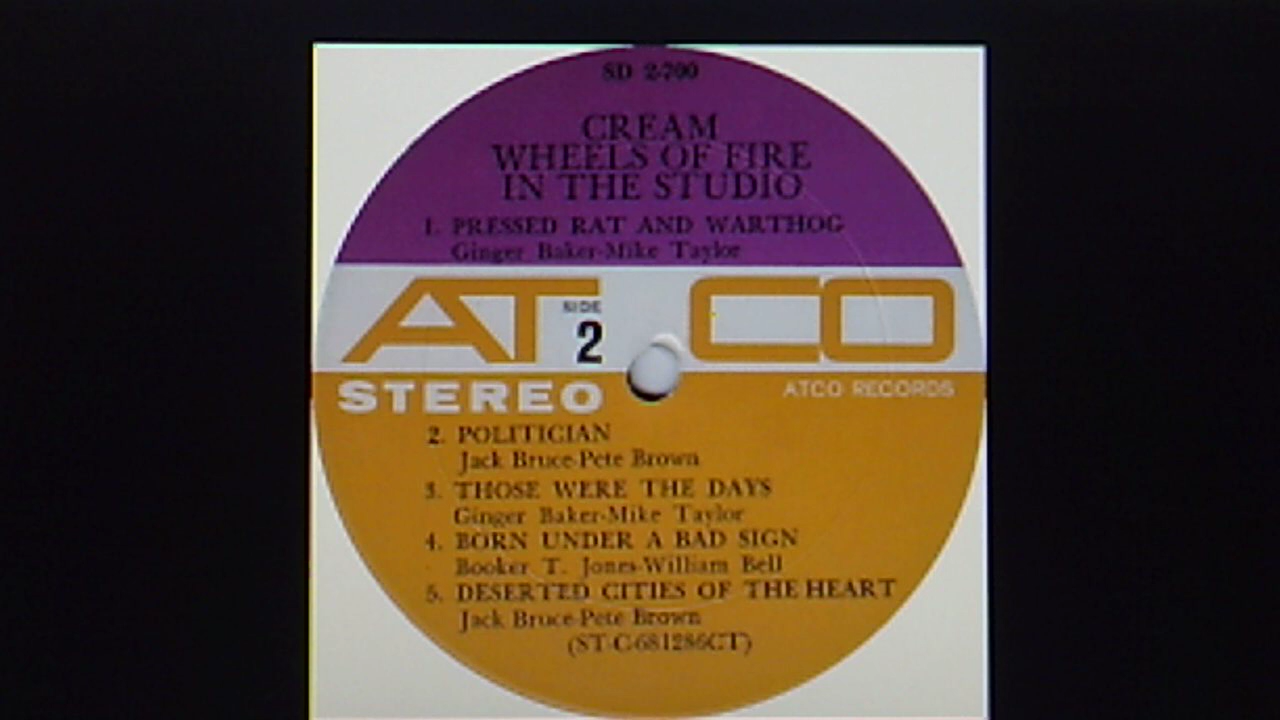 SD 2-700
CREAM
WHEELS OF FIRE
IN THE STUDIO
1. PRESSED RAT AND WARTHOG
Ginger Baker-Mike Taylor
ATCO
SIDE
2
STEREO
ATCO RECORDS
2. POLITICIAN
Jack Bruce-Pete Brown
3. THOSE WERE THE DAYS
Ginger Baker-Mike Taylor
4. BORN UNDER A BAD SIGN
Booker T. Jones-William Bell
5. DESERTED CITIES OF THE HEART
Jack Bruce-Pete Brown
(ST-C-681286CT)